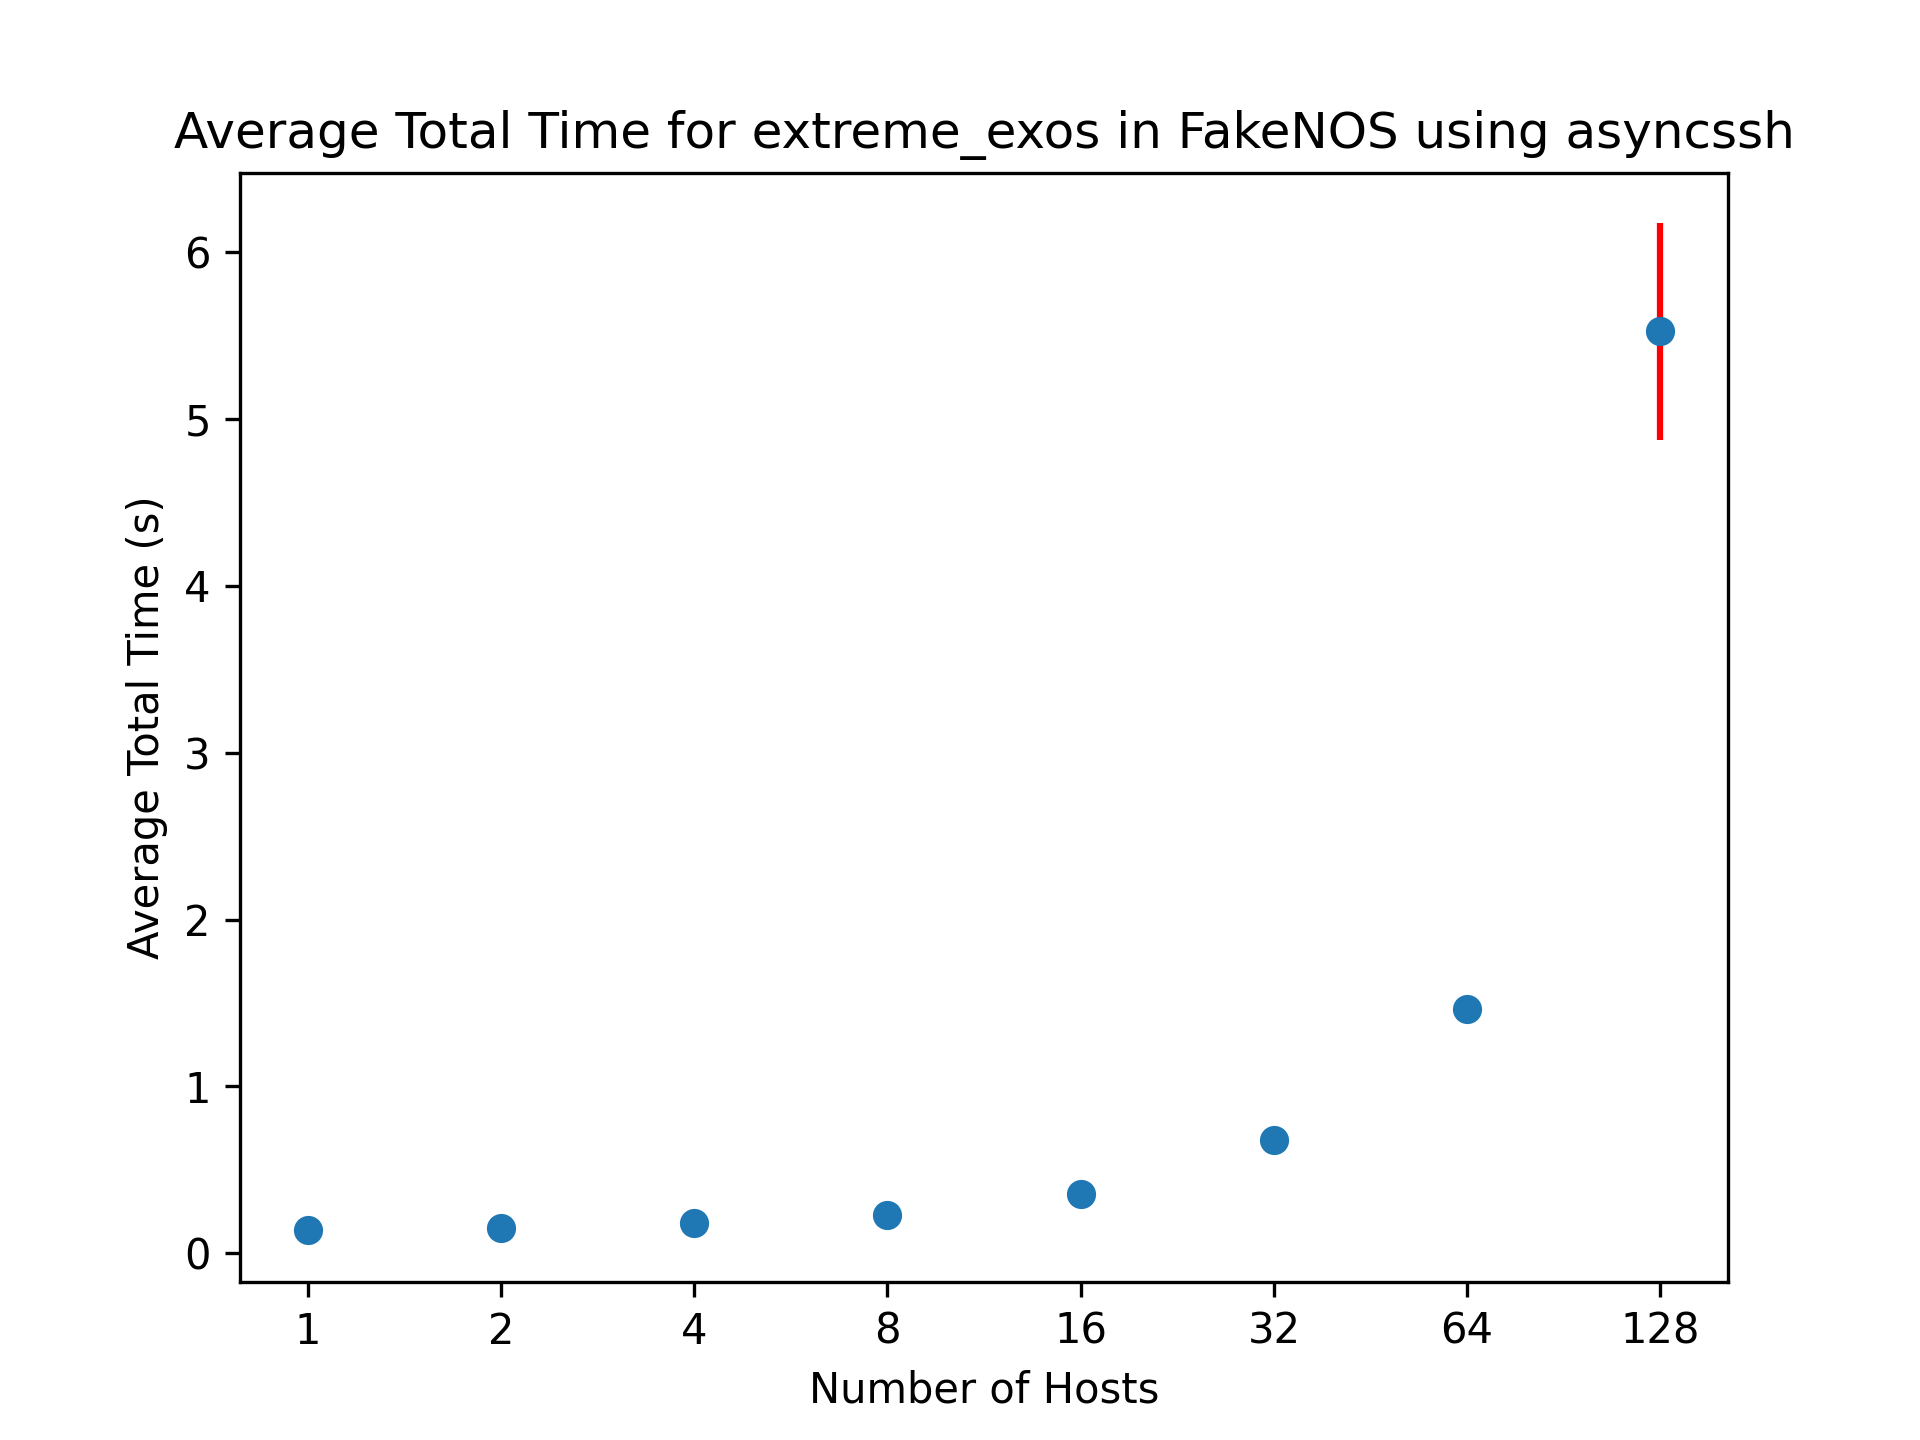 Average Total Time for extreme_exos in FakeNOS using asyncssh
6
5
4
3
2
1
0
Average Total Time (s)
1 2 4 8 16 32 64 128
Number of Hosts